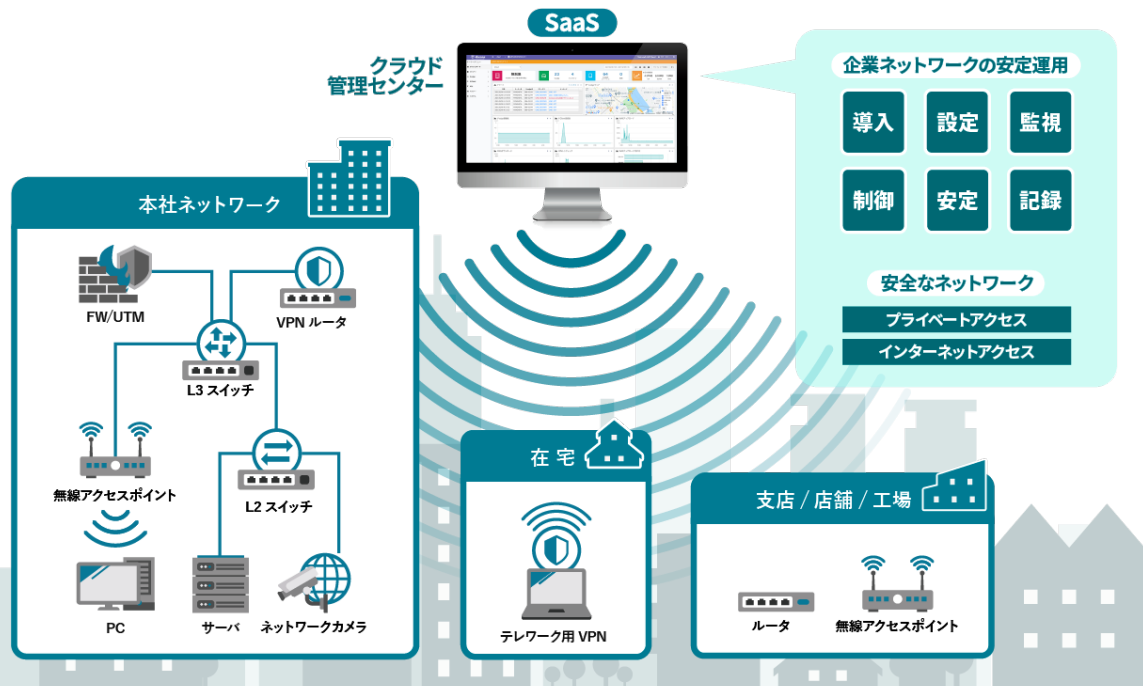 SaaS
クラウド
管理センター
企業ネットワークの安定運用
導入
設定
監視
制御
安定
記録
安全なネットワーク
プライベートアクセス
インターネットアクセス
本社ネットワーク
FW/UTM
VPN ルータ
L3 スイッチ
無線アクセスポイント
L2 スイッチ
PC
サーバ
ネットワークカメラ
在宅
テレワーク用 VPN
支店 / 店舗 / 工場
ルータ
無線アクセスポイント